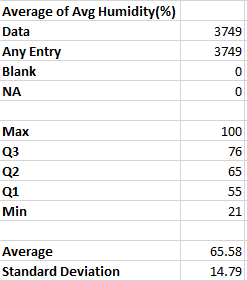 Average of Avg Humidity(%)
Data 3749
Any Entry 3749
Blank 0
NA 0
Max 100
Q3 76
Q2 65
Q1 55
Min 21
Average 65.58
Standard Deviation 14.79